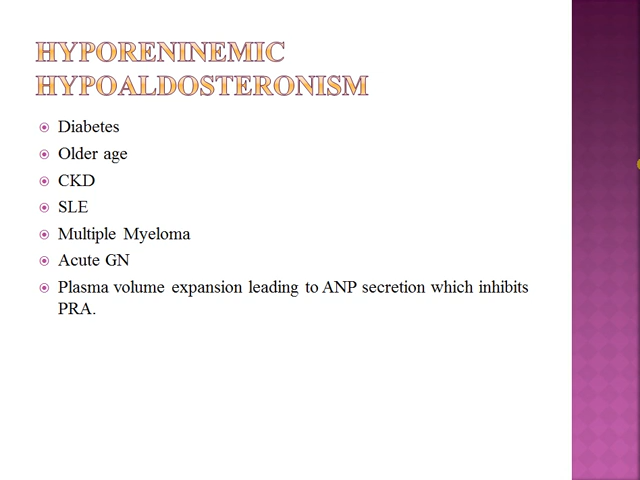 HYPORENINEMIC
HYPOALDOSTERONISM
Diabetes
Older age
CKD
SLE
Multiple Myeloma
Acute GN
Plasma volume expansion leading to ANP secretion which inhibits
PRA.